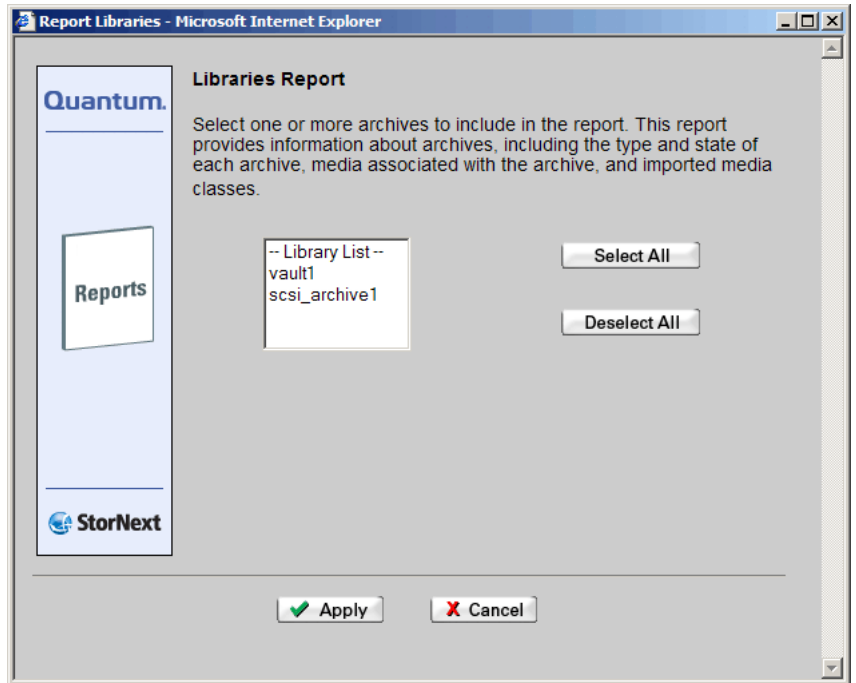 Report Libraries - Microsoft Internet Explorer
Quantum.
Libraries Report
Select one or more archives to include in the report. This report
provides information about archives, including the type and state of
each archive, media associated with the archive, and imported media
classes.
Reports
-- Library List --
vault1
scsi_archive1
Select All
Deselect All
StorNext
Apply
X Cancel